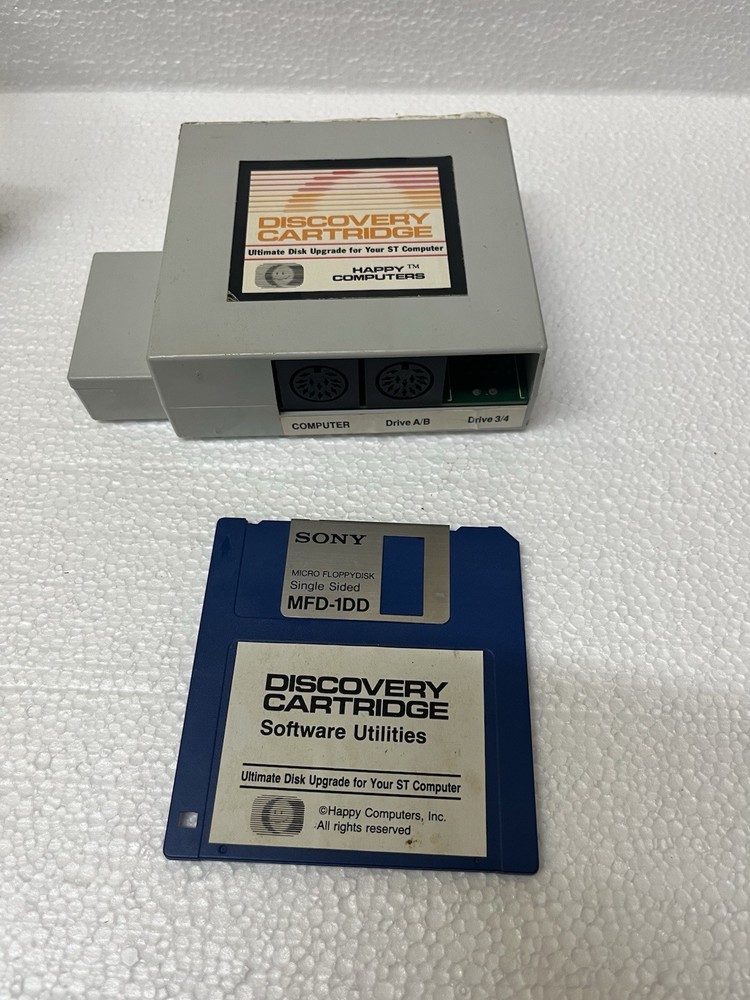 DISCOVERY
CARTRIDGE
Ultimate Disk Upgrade for Your ST Computer
HAPPY™
COMPUTERS
COMPUTER Drive A/B Drive 3/4
SONY
MICRO FLOPPYDISK
Single Sided
MFD-1DD
DISCOVERY
CARTRIDGE
Software Utilities
Ultimate Disk Upgrade for Your ST Computer
©Happy Computers, Inc.
All rights reserved